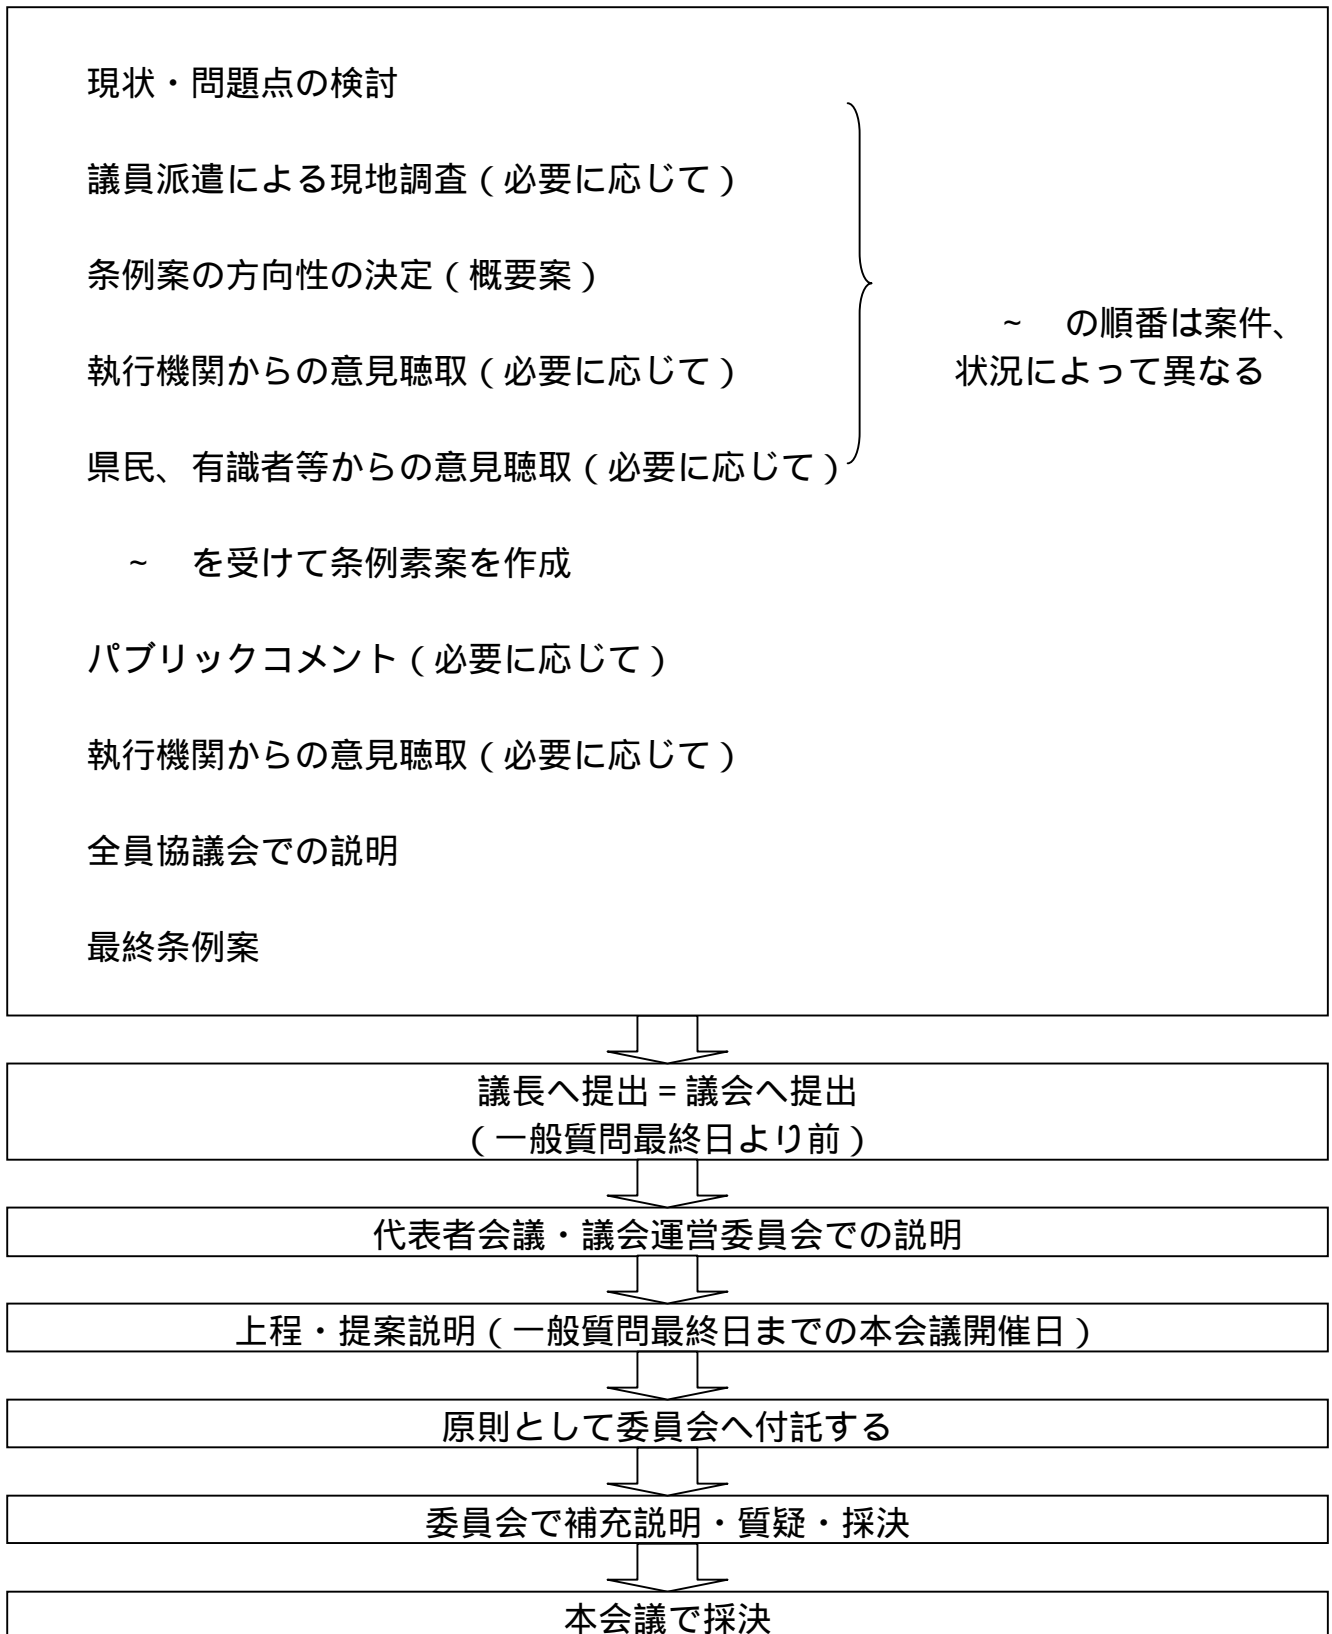 現状・問題点の検討
議員派遣による現地調査（必要に応じて）
条例案の方向性の決定（概要案）
~ の順番は案件、
状況によって異なる
執行機関からの意見聴取（必要に応じて）
県民、有識者等からの意見聴取（必要に応じて）
~ を受けて条例素案を作成
パブリックコメント（必要に応じて）
執行機関からの意見聴取（必要に応じて）
全員協議会での説明
最終条例案
議長へ提出＝議会へ提出
（一般質問最終日より前）
代表者会議・議会運営委員会での説明
上程・提案説明（一般質問最終日までの本会議開催日）
原則として委員会へ付託する
委員会で補充説明・質疑・採決
本会議で採決